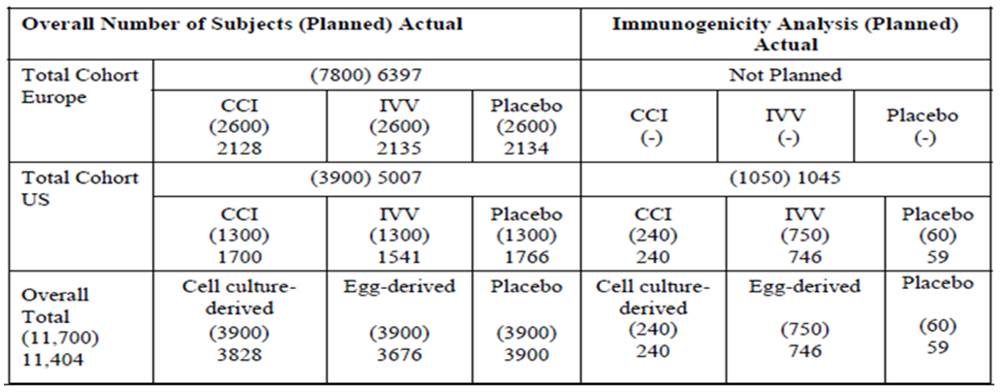 Overall Number of Subjects (Planned) Actual
Immunogenicity Analysis (Planned)
Actual
Total Cohort
Europe
(7800) 6397
Not Planned
CCI
(2600)
2128
IVV
(2600)
2135
Placebo
(2600)
2134
CCI
(-)
IVV
(-)
Placebo
(-)
Total Cohort
US
(3900) 5007
(1050) 1045
CCI
(1300)
1700
IVV
(1300)
1541
Placebo
(1300)
1766
CCI
(240)
240
IVV
(750)
746
Placebo
(60)
59
Overall
Total
(11,700)
11,404
Cell culture-
derived
(3900)
3828
Egg-derived
(3900)
3676
Placebo
(3900)
3900
Cell culture-
derived
(240)
240
Egg-derived
(750)
746
Placebo
(60)
59